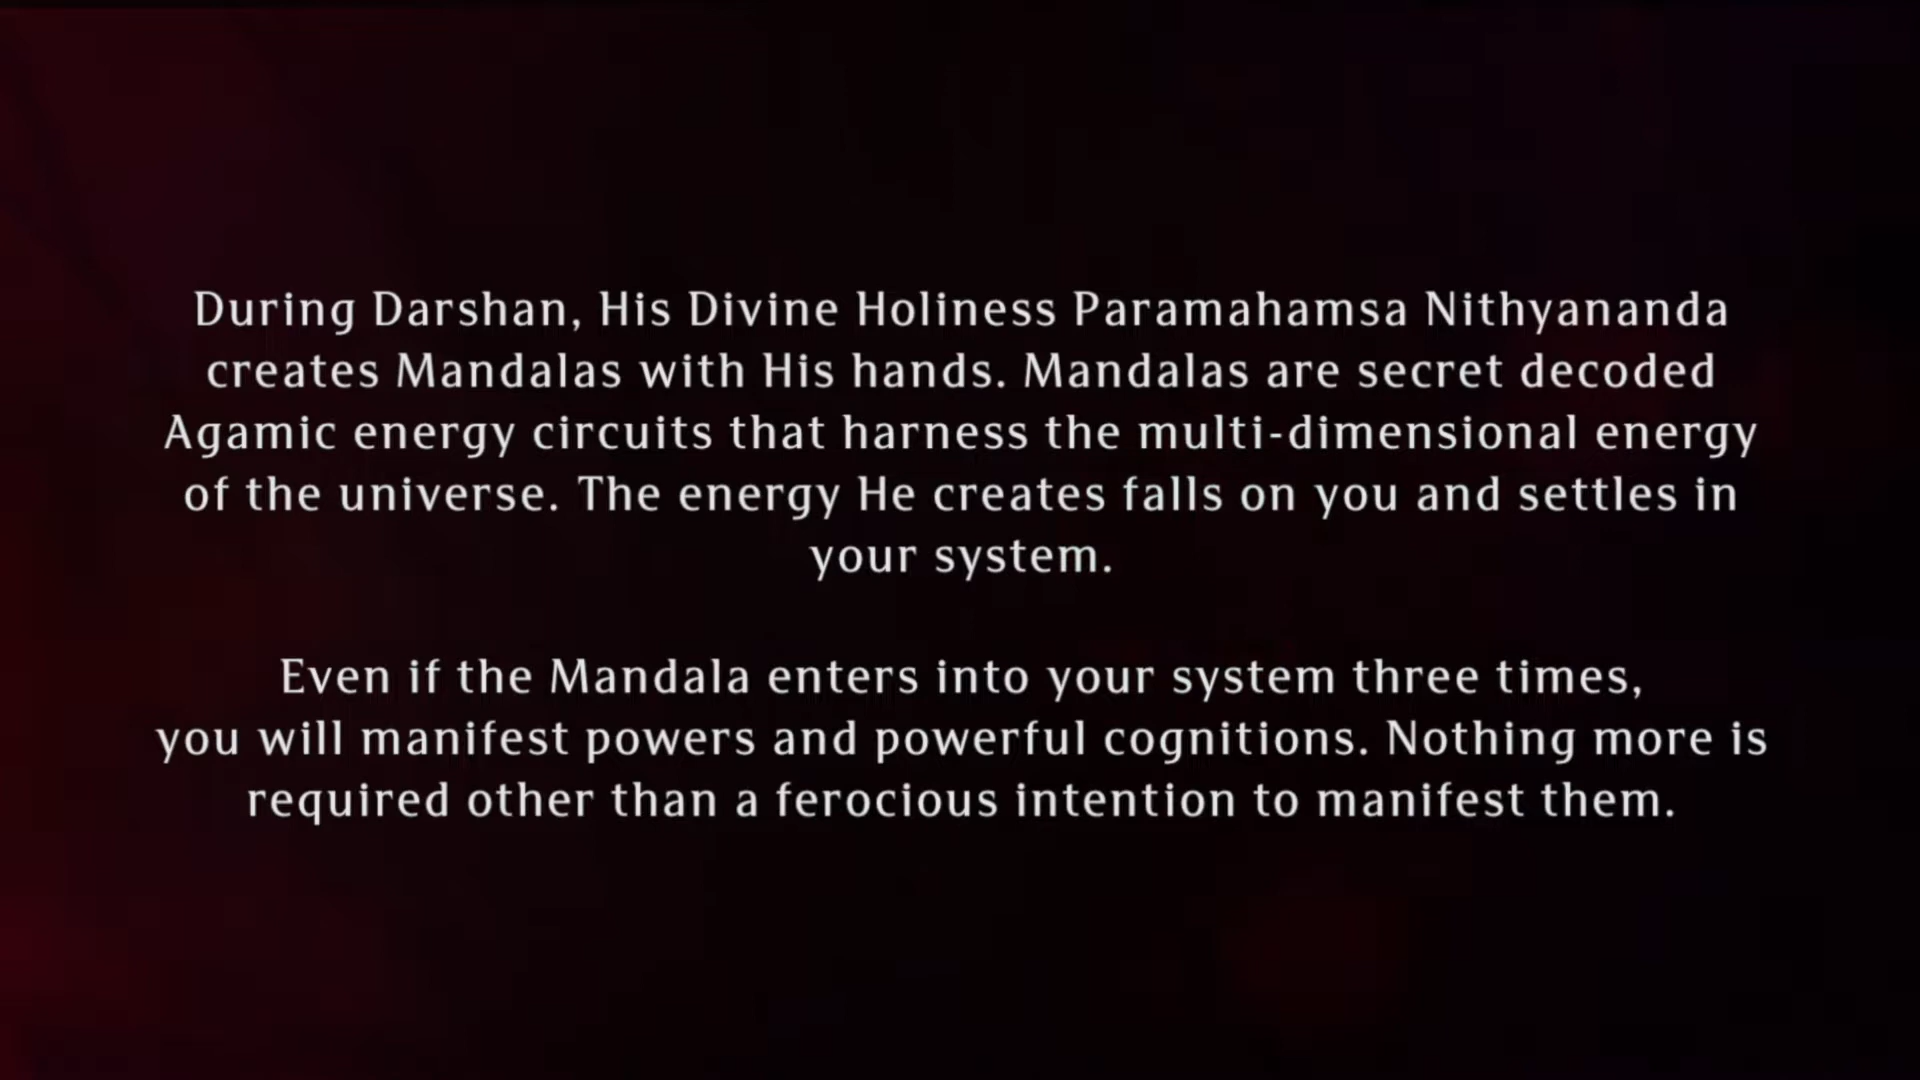 During Darshan, His Divine Holiness Paramahamsa Nithyananda
creates Mandalas with His hands. Mandalas are secret decoded
Agamic energy circuits that harness the multi-dimensional energy
of the universe. The energy He creates falls on you and settles in
your system.
Even if the Mandala enters into your system three times,
you will manifest powers and powerful cognitions. Nothing more is
required other than a ferocious intention to manifest them.